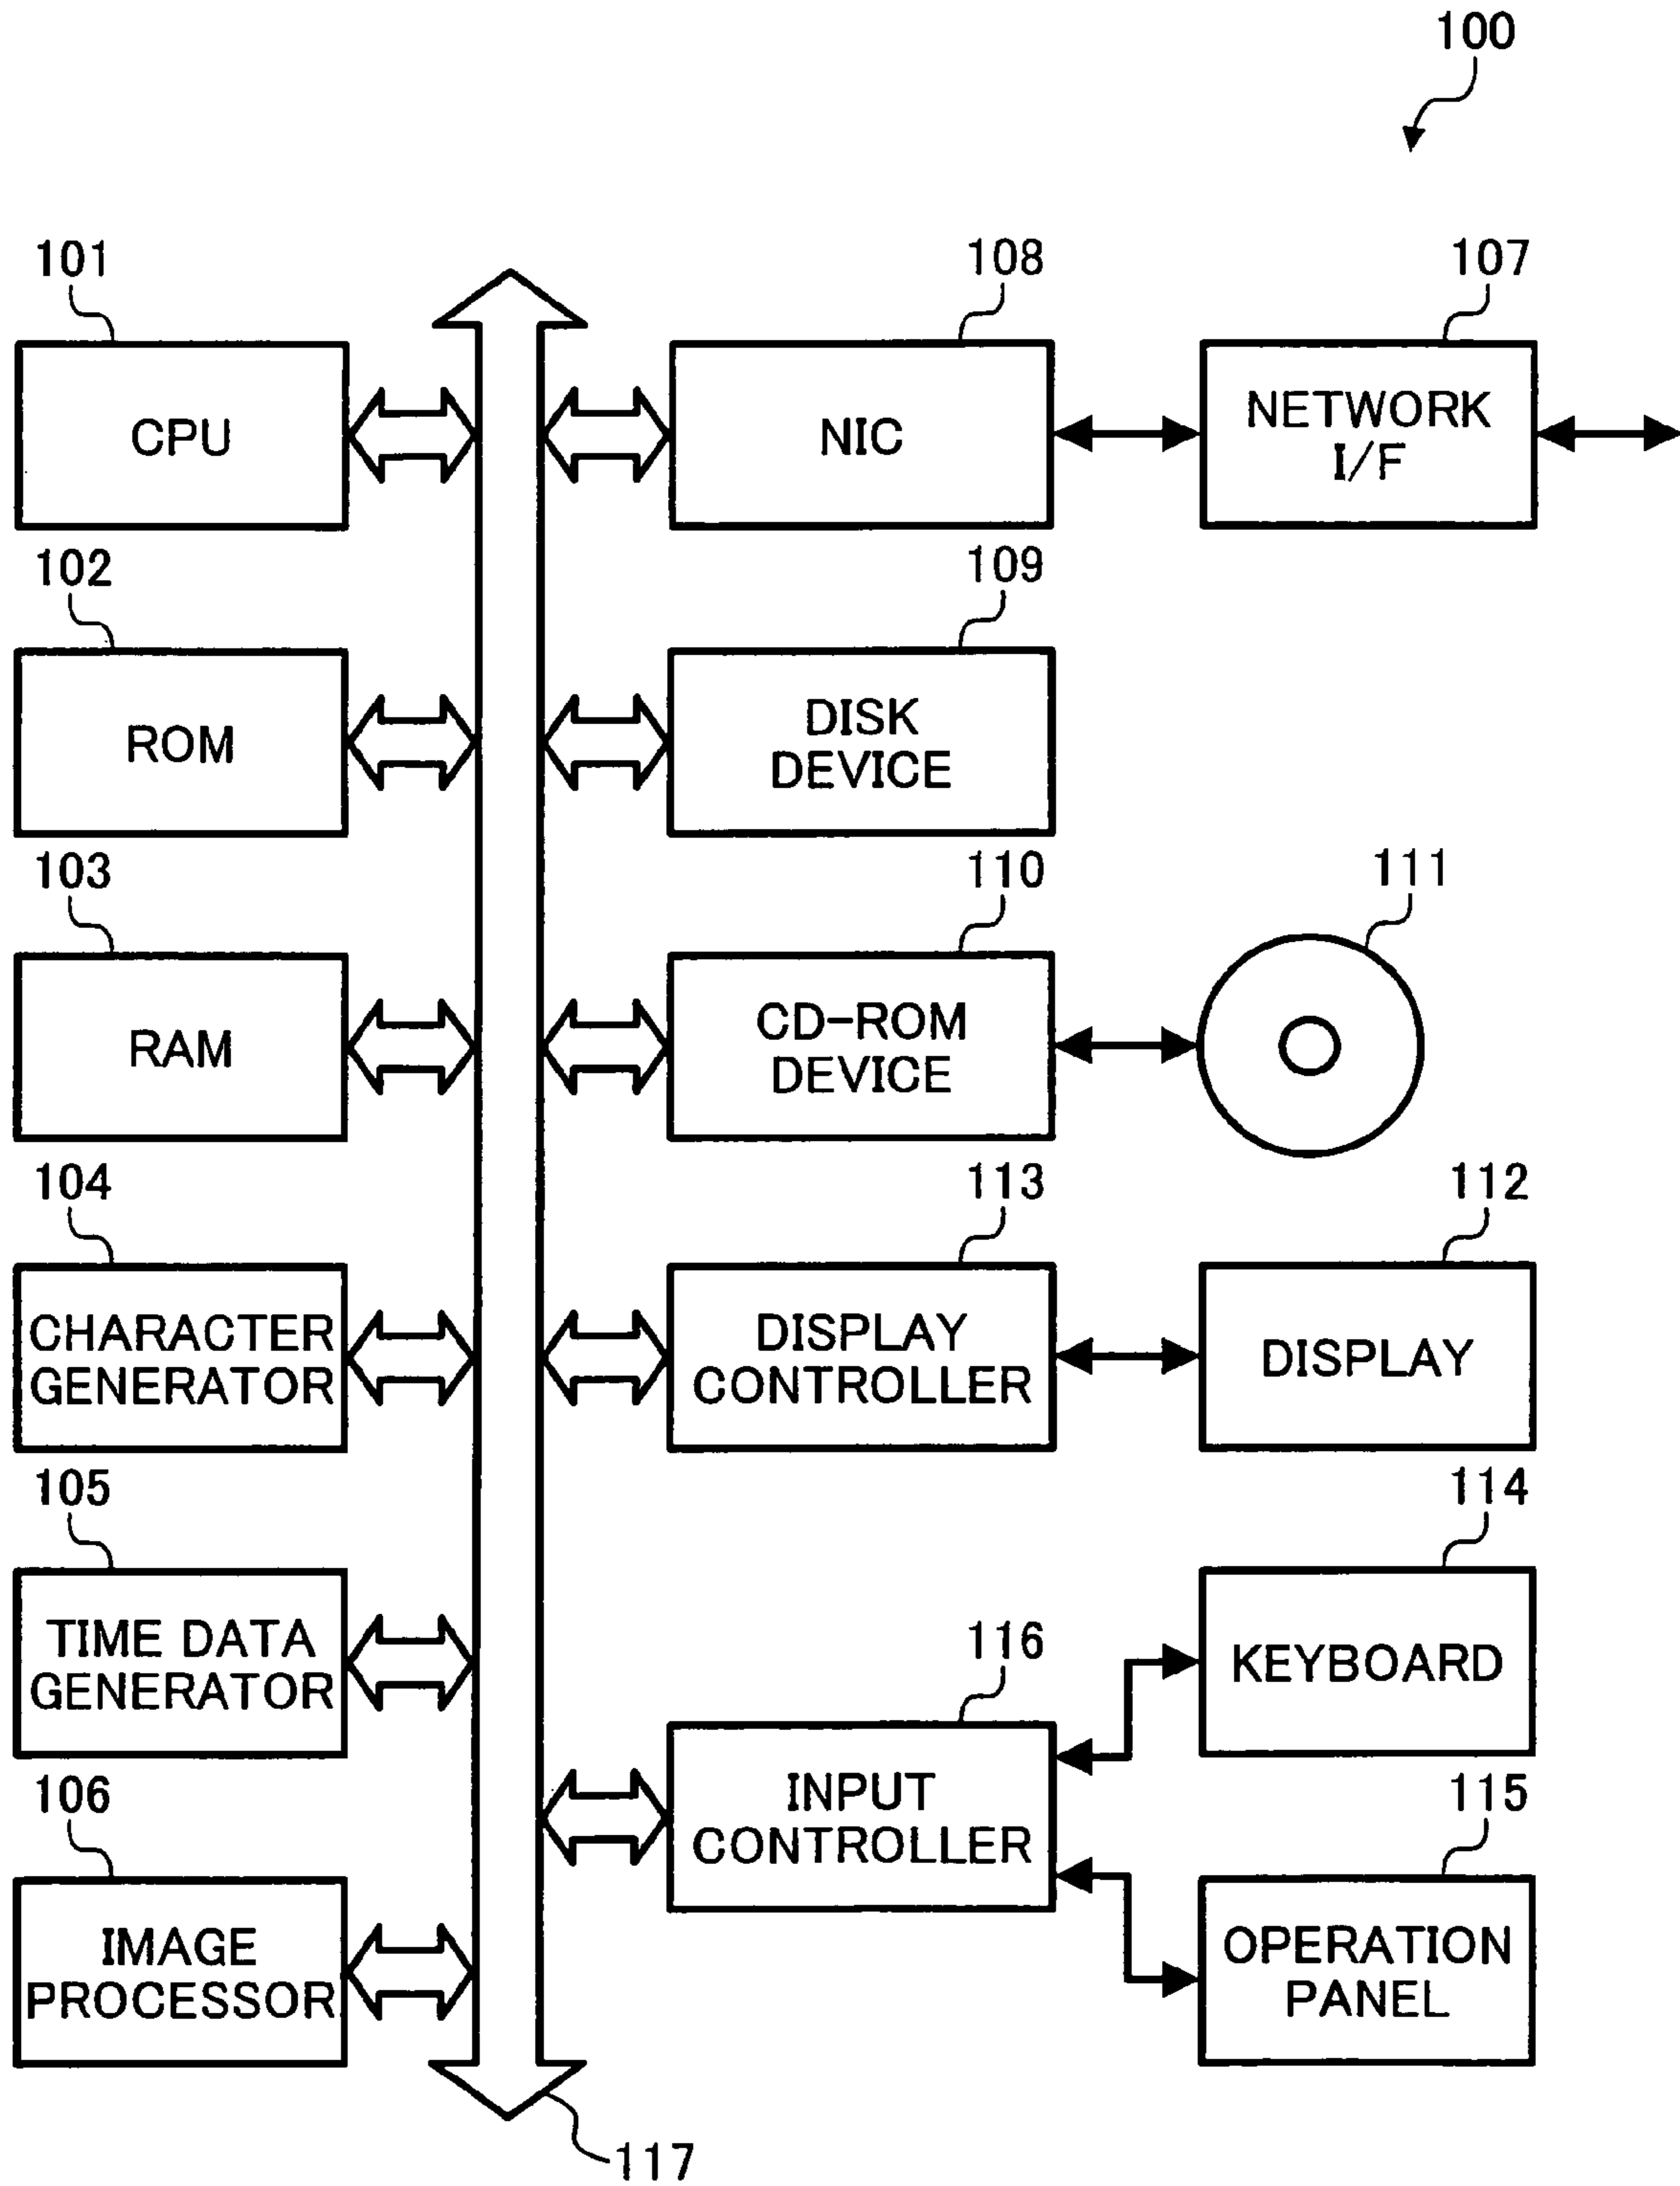 100
101
108
107
CPU
NIC
NETWORK
I/F
102
109
ROM
DISK
DEVICE
103
110
111
RAM
CD-ROM
DEVICE
104
113
112
CHARACTER
GENERATOR
DISPLAY
CONTROLLER
DISPLAY
105
114
TIME DATA
GENERATOR
KEYBOARD
116
INPUT
CONTROLLER
106
115
IMAGE
PROCESSOR
OPERATION
PANEL
117